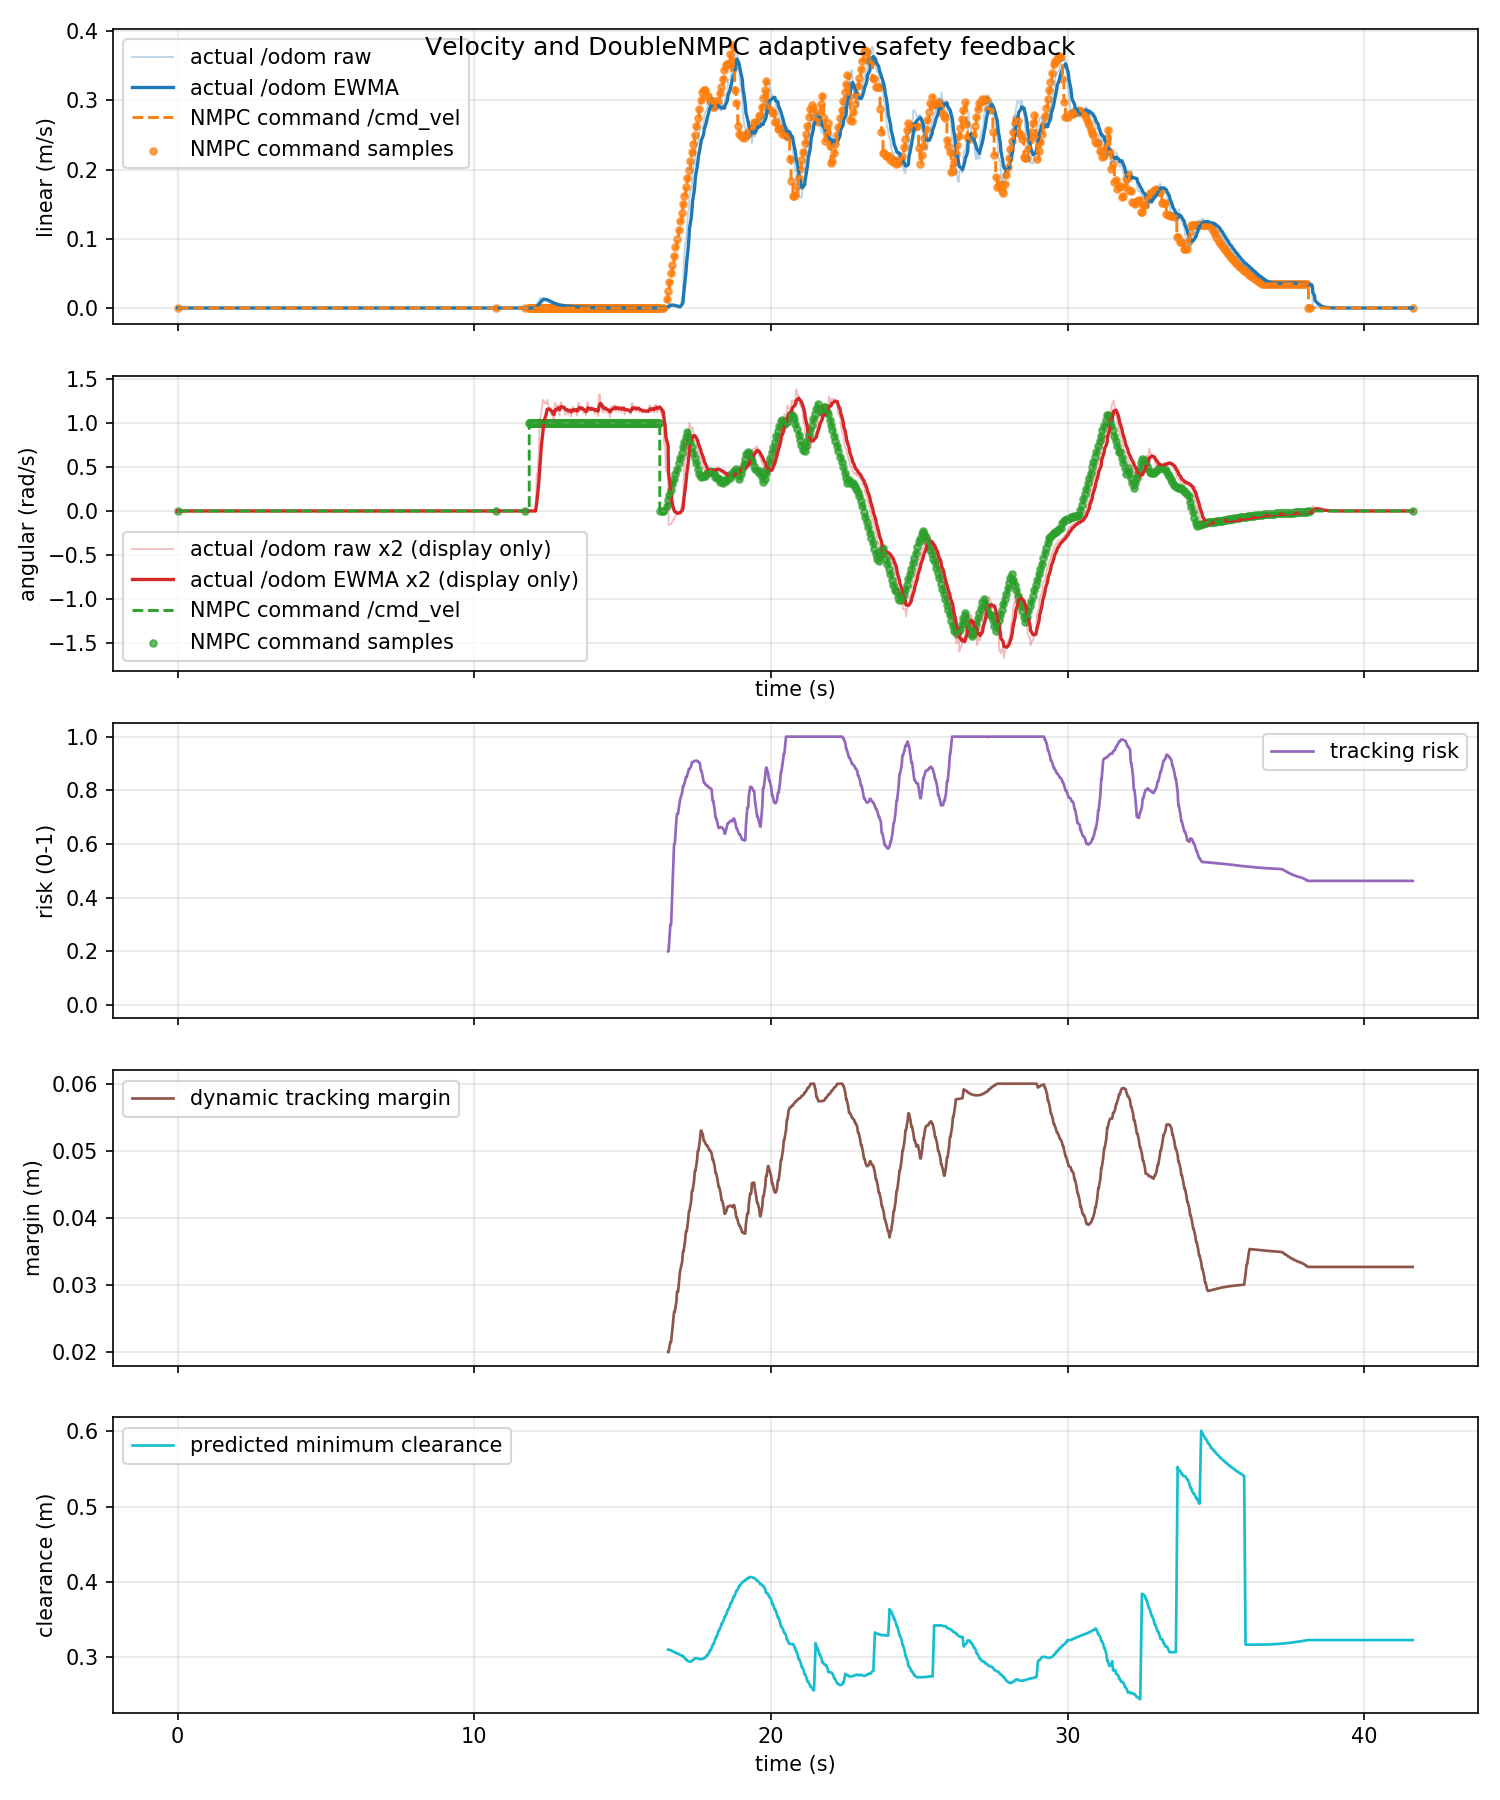 Velocity and DoubleNMPC adaptive safety feedback
actual /odom raw
actual /odom EWMA
NMPC command /cmd_vel
NMPC command samples
linear (m/s)
0.4
0.3
0.2
0.1
0.0
angular (rad/s)
1.5
1.0
0.5
0.0
−0.5
−1.0
−1.5
actual /odom raw x2 (display only)
actual /odom EWMA x2 (display only)
NMPC command /cmd_vel
NMPC command samples
time (s)
tracking risk
risk (0-1)
1.0
0.8
0.6
0.4
0.2
0.0
dynamic tracking margin
margin (m)
0.06
0.05
0.04
0.03
0.02
predicted minimum clearance
clearance (m)
0.6
0.5
0.4
0.3
0 10 20 30 40
time (s)